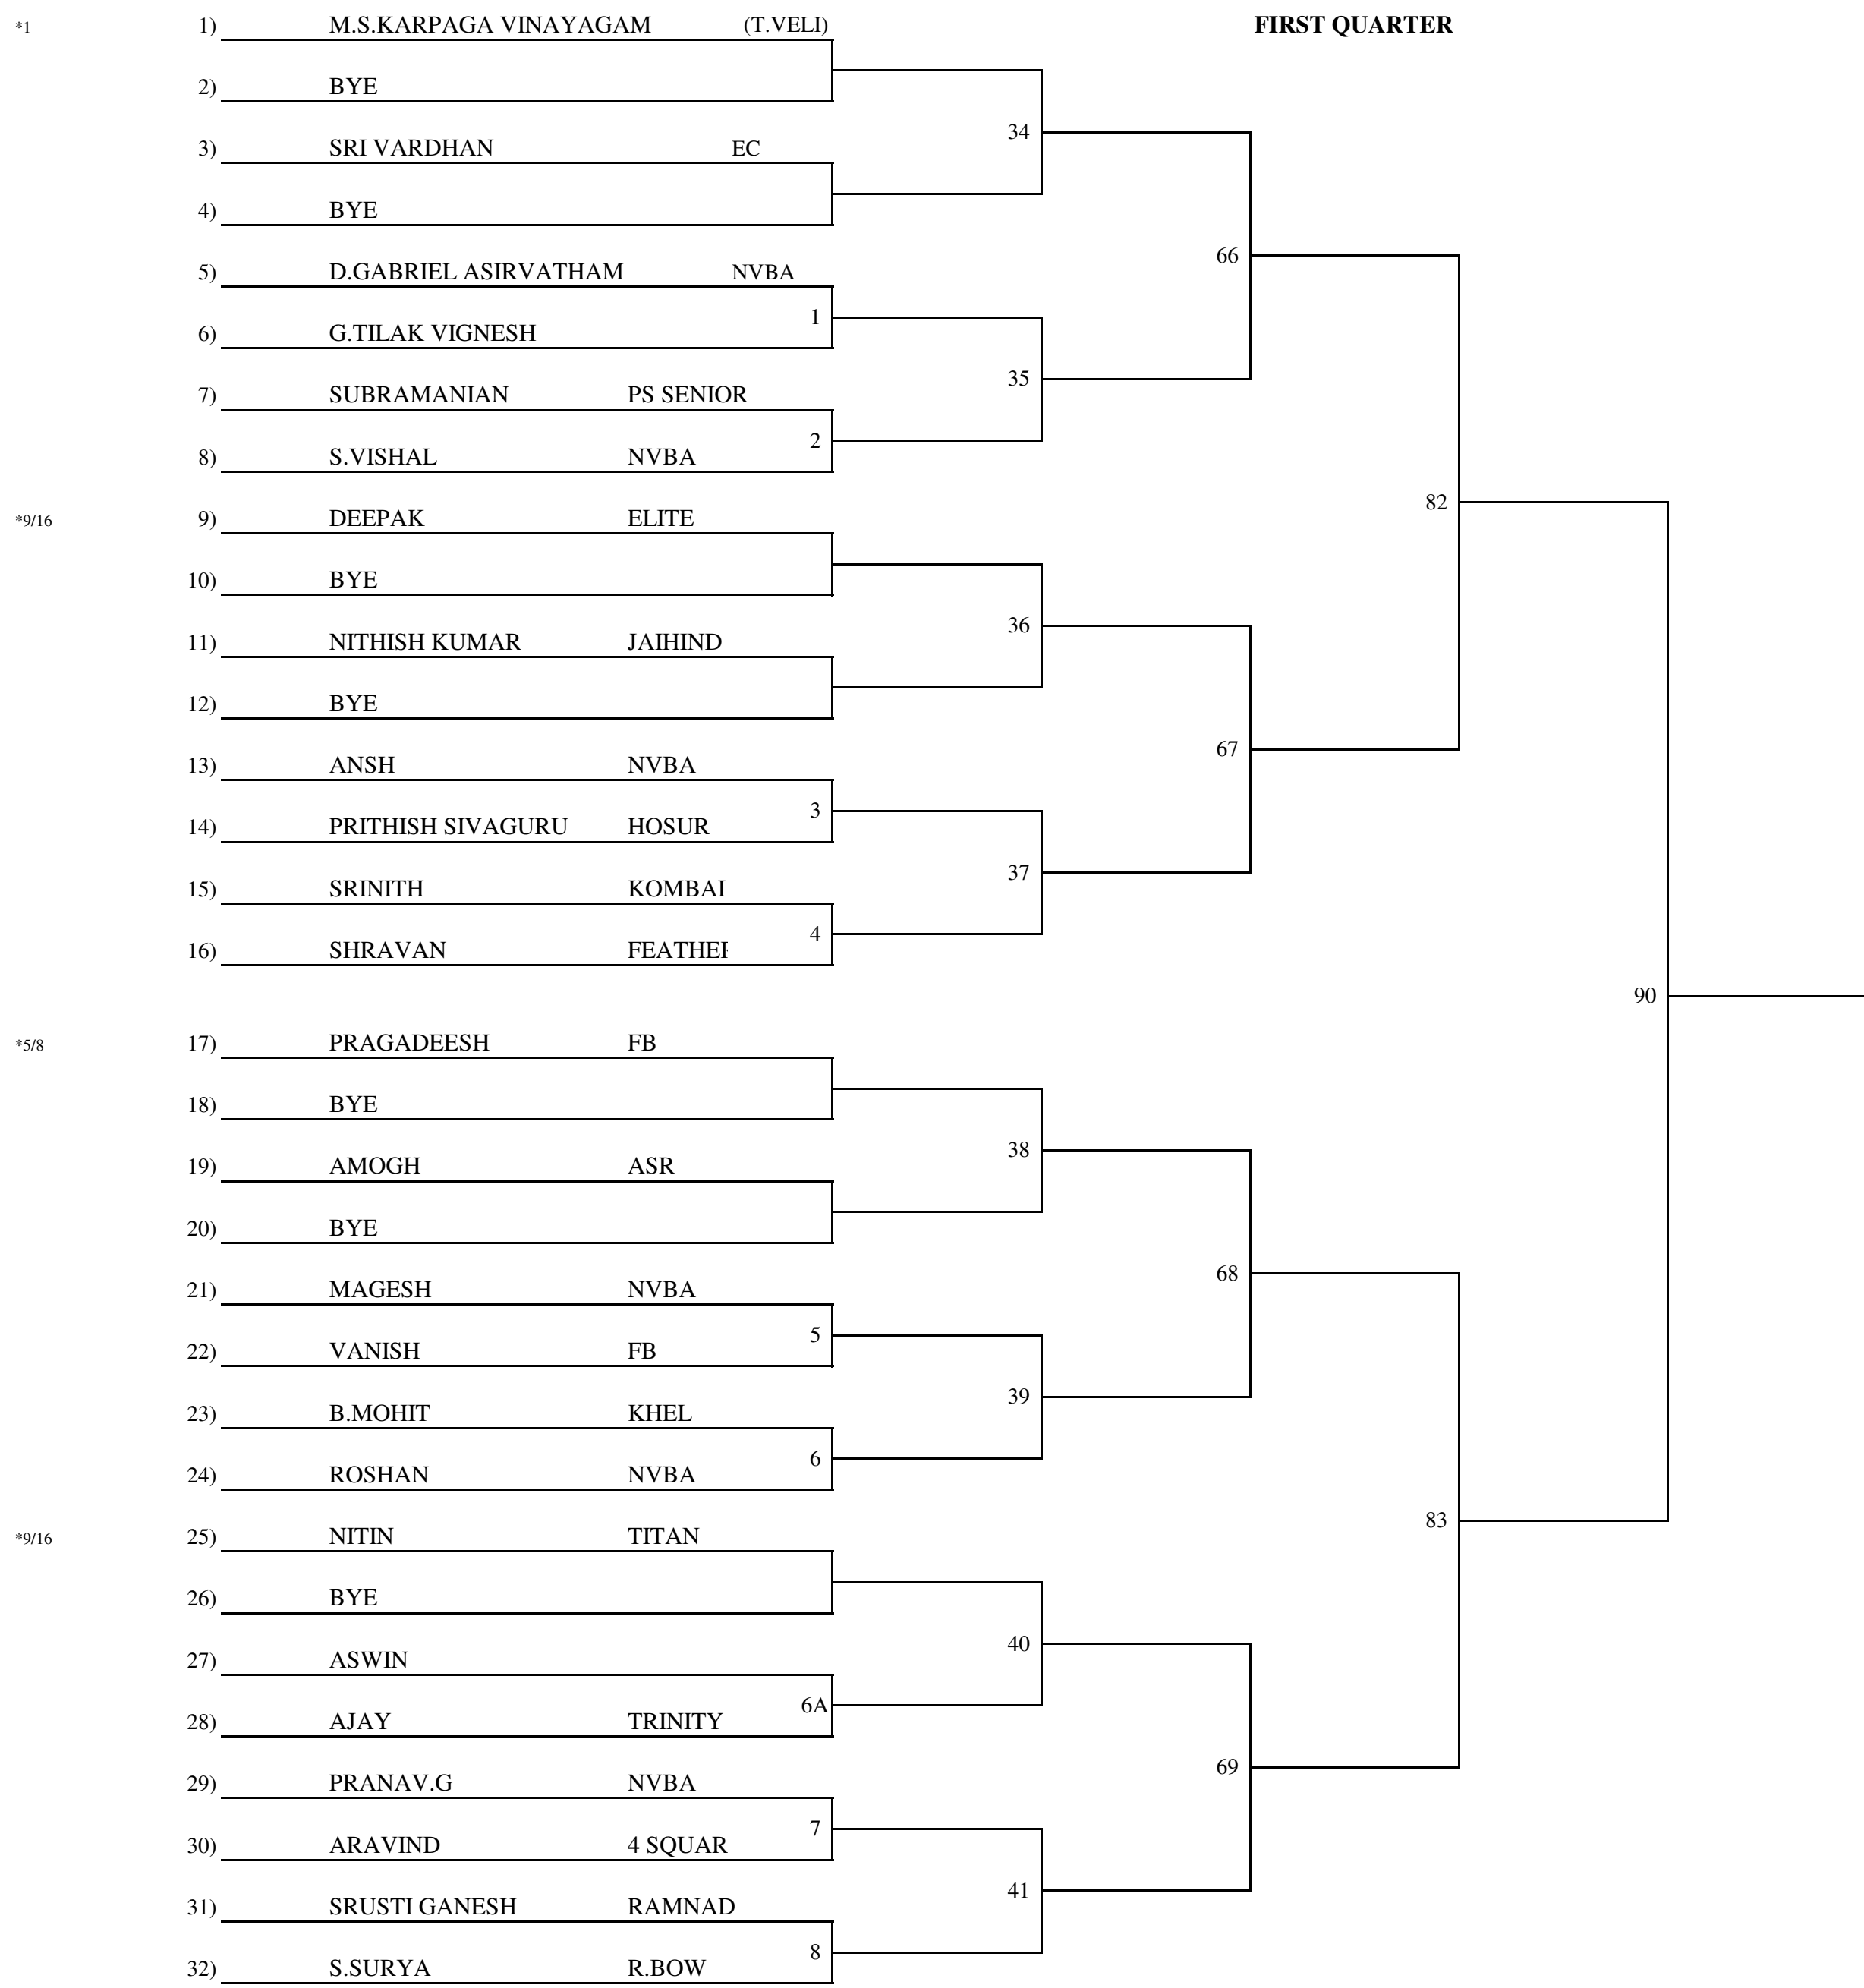 *1 1) M.S.KARPAGA VINAYAGAM (T.VELI) FIRST QUARTER
2) BYE
34
3) SRI VARDHAN EC
4) BYE
66
5) D.GABRIEL ASIRVATHAM NVBA
1
6) G.TILAK VIGNESH
35
7) SUBRAMANIAN PS SENIOR
2
8) S.VISHAL NVBA
82
*9/16 9) DEEPAK ELITE
10) BYE
36
11) NITHISH KUMAR JAIHIND
12) BYE
67
13) ANSH NVBA
3
14) PRITHISH SIVAGURU HOSUR
37
15) SRINITH KOMBAI
4
16) SHRAVAN FEATHER
90
*5/8 17) PRAGADEESH FB
18) BYE
38
19) AMOGH ASR
20) BYE
68
21) MAGESH NVBA
5
22) VANISH FB
39
23) B.MOHIT KHEL
6
24) ROSHAN NVBA
83
*9/16 25) NITIN TITAN
26) BYE
40
27) ASWIN
6A
28) AJAY TRINITY
69
29) PRANAV.G NVBA
7
30) ARAVIND 4 SQUAR
41
31) SRUSTI GANESH RAMNAD
8
32) S.SURYA R.BOW